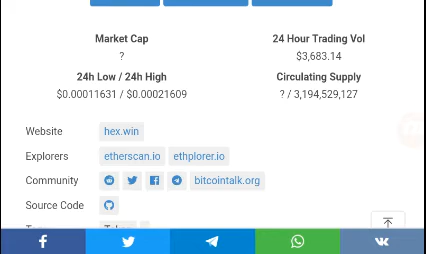 Market Cap
?
24 Hour Trading Vol
$3,683.14
24h Low / 24h High
$0.00011631 / $0.00021609
Circulating Supply
? / 3,194,529,127
Website hex.win
Explorers etherscan.io ethplorer.io
Community bitcointalk.org
Source Code